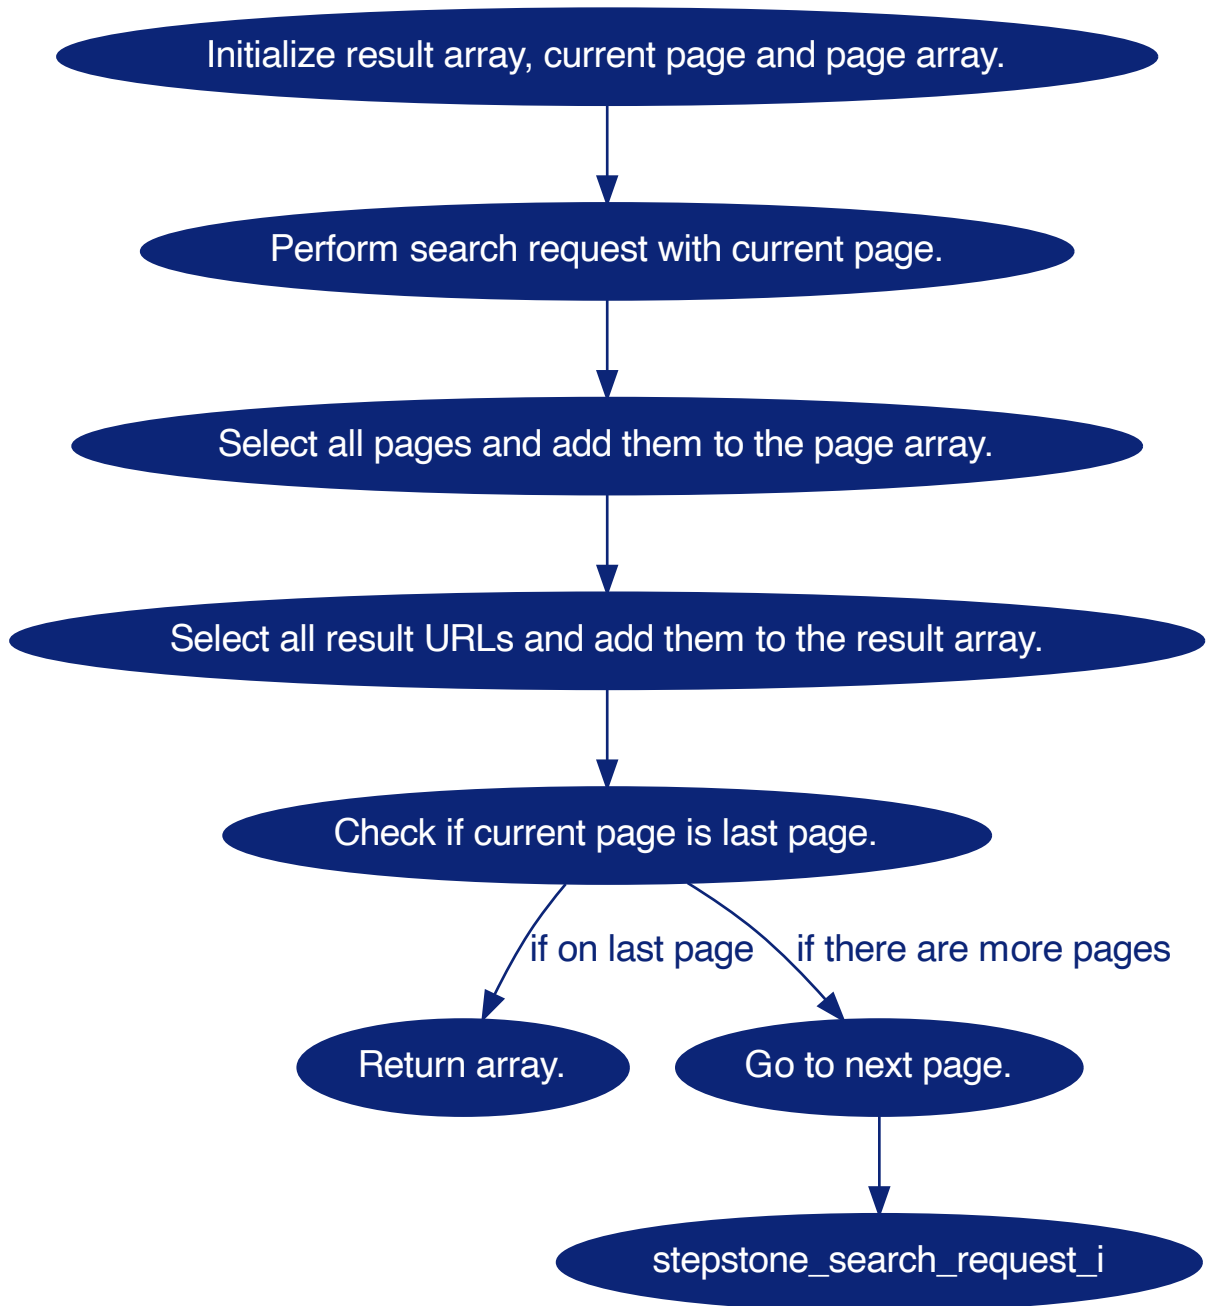 Initialize result array, current page and page array.
Perform search request with current page.
Select all pages and add them to the page array.
Select all result URLs and add them to the result array.
Check if current page is last page.
if on last page
if there are more pages
Return array.
Go to next page.
stepstone_search_request_i